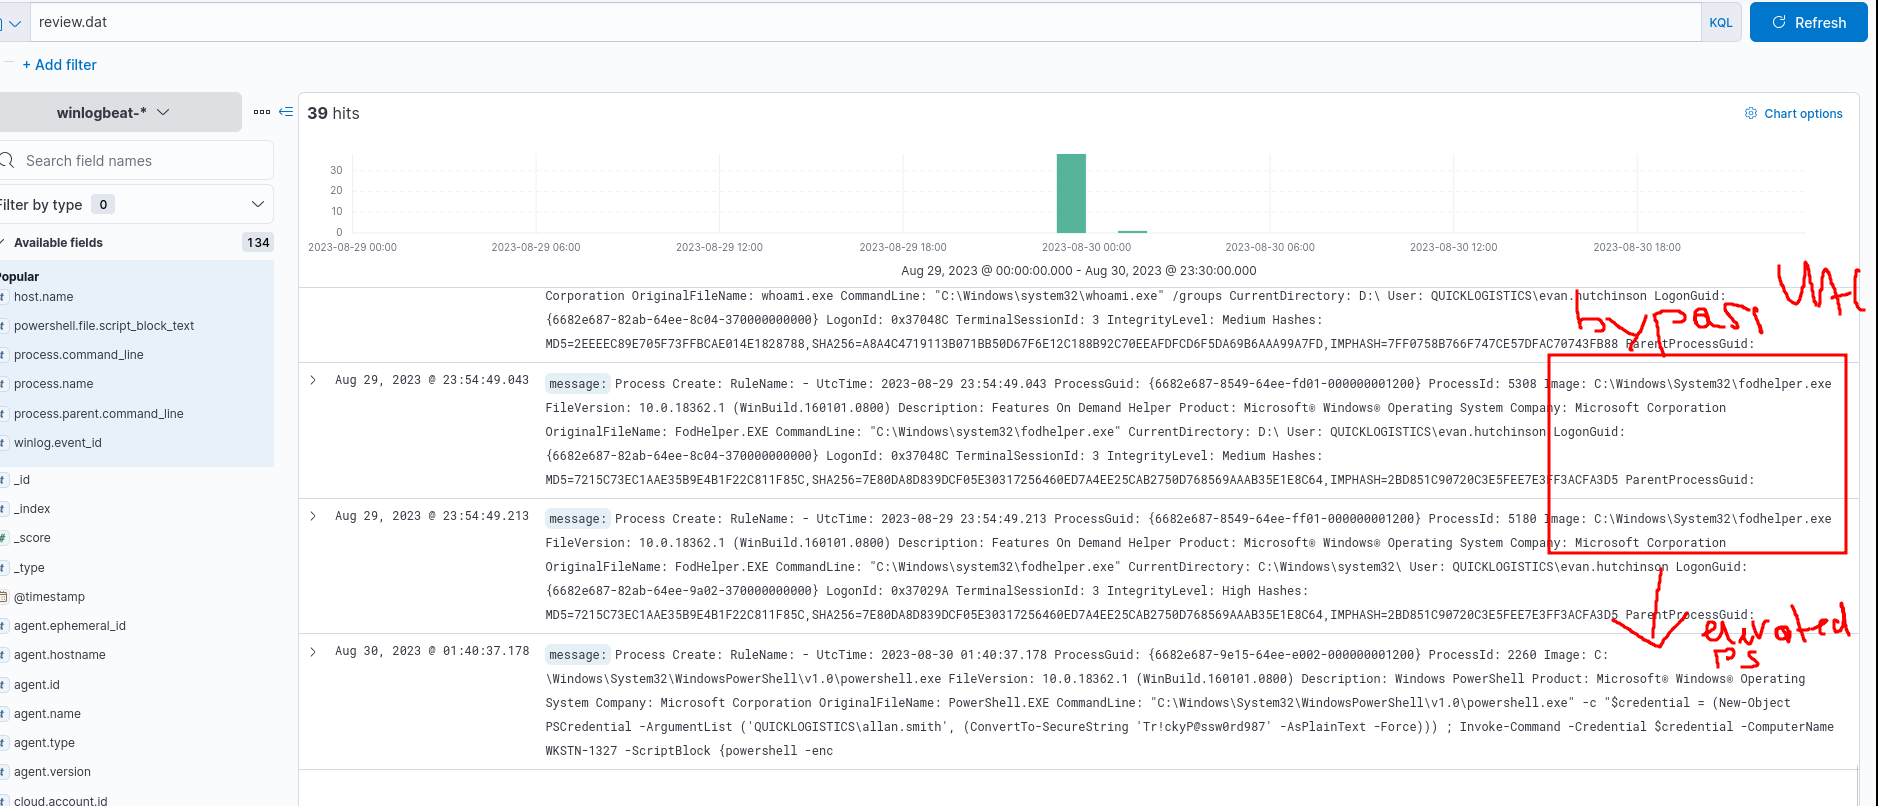 review.dat
KQL
Refresh
+ Add filter
winlogbeat-*
39 hits
Chart options
Search field names
Filter by type 0
Available fields 134
Popular
host.name
powershell.file.script_block_text
process.command_line
process.name
process.parent.command_line
winlog.event_id
_id
_index
_score
_type
@timestamp
agent.ephemeral_id
agent.hostname
agent.id
agent.name
agent.type
agent.version
cloud.account.id
30
20
10
0
2023-08-29 00:00 2023-08-29 06:00 2023-08-29 12:00 2023-08-29 18:00 2023-08-30 00:00 2023-08-30 06:00 2023-08-30 12:00 2023-08-30 18:00
Aug 29, 2023 @ 00:00:00.000 - Aug 30, 2023 @ 23:30:00.000
bypass UAC
Corporation OriginalFileName: whoami.exe CommandLine: "C:\Windows\system32\whoami.exe" /groups CurrentDirectory: D:\ User: QUICKLOGISTICS\evan.hutchinson LogonGuid:
{6682e687-82ab-64ee-8c04-370000000000} LogonId: 0x37048C TerminalSessionId: 3 IntegrityLevel: Medium Hashes:
MD5=2EEEEC89E705F73FFBCAE014E1828788,SHA256=A8A4C4719113B071BB50D67F6E12C188B92C70EEAFDFCD6F5DA69B6AAA99A7FD,IMPHASH=7FF0758B766F747CE57DFAC70743FB88 ParentProcessGuid:
Aug 29, 2023 @ 23:54:49.043 message: Process Create: RuleName: - UtcTime: 2023-08-29 23:54:49.043 ProcessGuid: {6682e687-8549-64ee-fd01-000000001200} ProcessId: 5308 Image: C:\Windows\System32\fodhelper.exe
FileVersion: 10.0.18362.1 (WinBuild.160101.0800) Description: Features On Demand Helper Product: Microsoft® Windows® Operating System Company: Microsoft Corporation
OriginalFileName: FodHelper.EXE CommandLine: "C:\Windows\system32\fodhelper.exe" CurrentDirectory: D:\ User: QUICKLOGISTICS\evan.hutchinson LogonGuid:
{6682e687-82ab-64ee-8c04-370000000000} LogonId: 0x37048C TerminalSessionId: 3 IntegrityLevel: Medium Hashes:
MD5=7215C73EC1AAE35B9E4B1F22C811F85C,SHA256=7E80DA8D839DCF05E30317256460ED7A4EE25CAB2750D768569AAAB35E1E8C64,IMPHASH=2BD851C90720C3E5FEE7E3FF3ACFA3D5 ParentProcessGuid:
Aug 29, 2023 @ 23:54:49.213 message: Process Create: RuleName: - UtcTime: 2023-08-29 23:54:49.213 ProcessGuid: {6682e687-8549-64ee-ff01-000000001200} ProcessId: 5180 Image: C:\Windows\System32\fodhelper.exe
FileVersion: 10.0.18362.1 (WinBuild.160101.0800) Description: Features On Demand Helper Product: Microsoft® Windows® Operating System Company: Microsoft Corporation
OriginalFileName: FodHelper.EXE CommandLine: "C:\Windows\system32\fodhelper.exe" CurrentDirectory: C:\Windows\system32\ User: QUICKLOGISTICS\evan.hutchinson LogonGuid:
{6682e687-82ab-64ee-9a02-370000000000} LogonId: 0x37029A TerminalSessionId: 3 IntegrityLevel: High Hashes:
MD5=7215C73EC1AAE35B9E4B1F22C811F85C,SHA256=7E80DA8D839DCF05E30317256460ED7A4EE25CAB2750D768569AAAB35E1E8C64,IMPHASH=2BD851C90720C3E5FEE7E3FF3ACFA3D5 ParentProcessGuid:
PS
Aug 30, 2023 @ 01:40:37.178 message: Process Create: RuleName: - UtcTime: 2023-08-30 01:40:37.178 ProcessGuid: {6682e687-9e15-64ee-e002-000000001200} ProcessId: 2260 Image: C:
\Windows\System32\WindowsPowerShell\v1.0\powershell.exe FileVersion: 10.0.18362.1 (WinBuild.160101.0800) Description: Windows PowerShell Product: Microsoft® Windows® Operating
System Company: Microsoft Corporation OriginalFileName: PowerShell.EXE CommandLine: "C:\Windows\System32\WindowsPowerShell\v1.0\powershell.exe" -c "$credential = (New-Object
PSCredential -ArgumentList ('QUICKLOGISTICS\allan.smith', (ConvertTo-SecureString 'Tr!ckyP@ssw0rd987' -AsPlainText -Force))) ; Invoke-Command -Credential $credential -ComputerName
WKSTN-1327 -ScriptBlock {powershell -enc